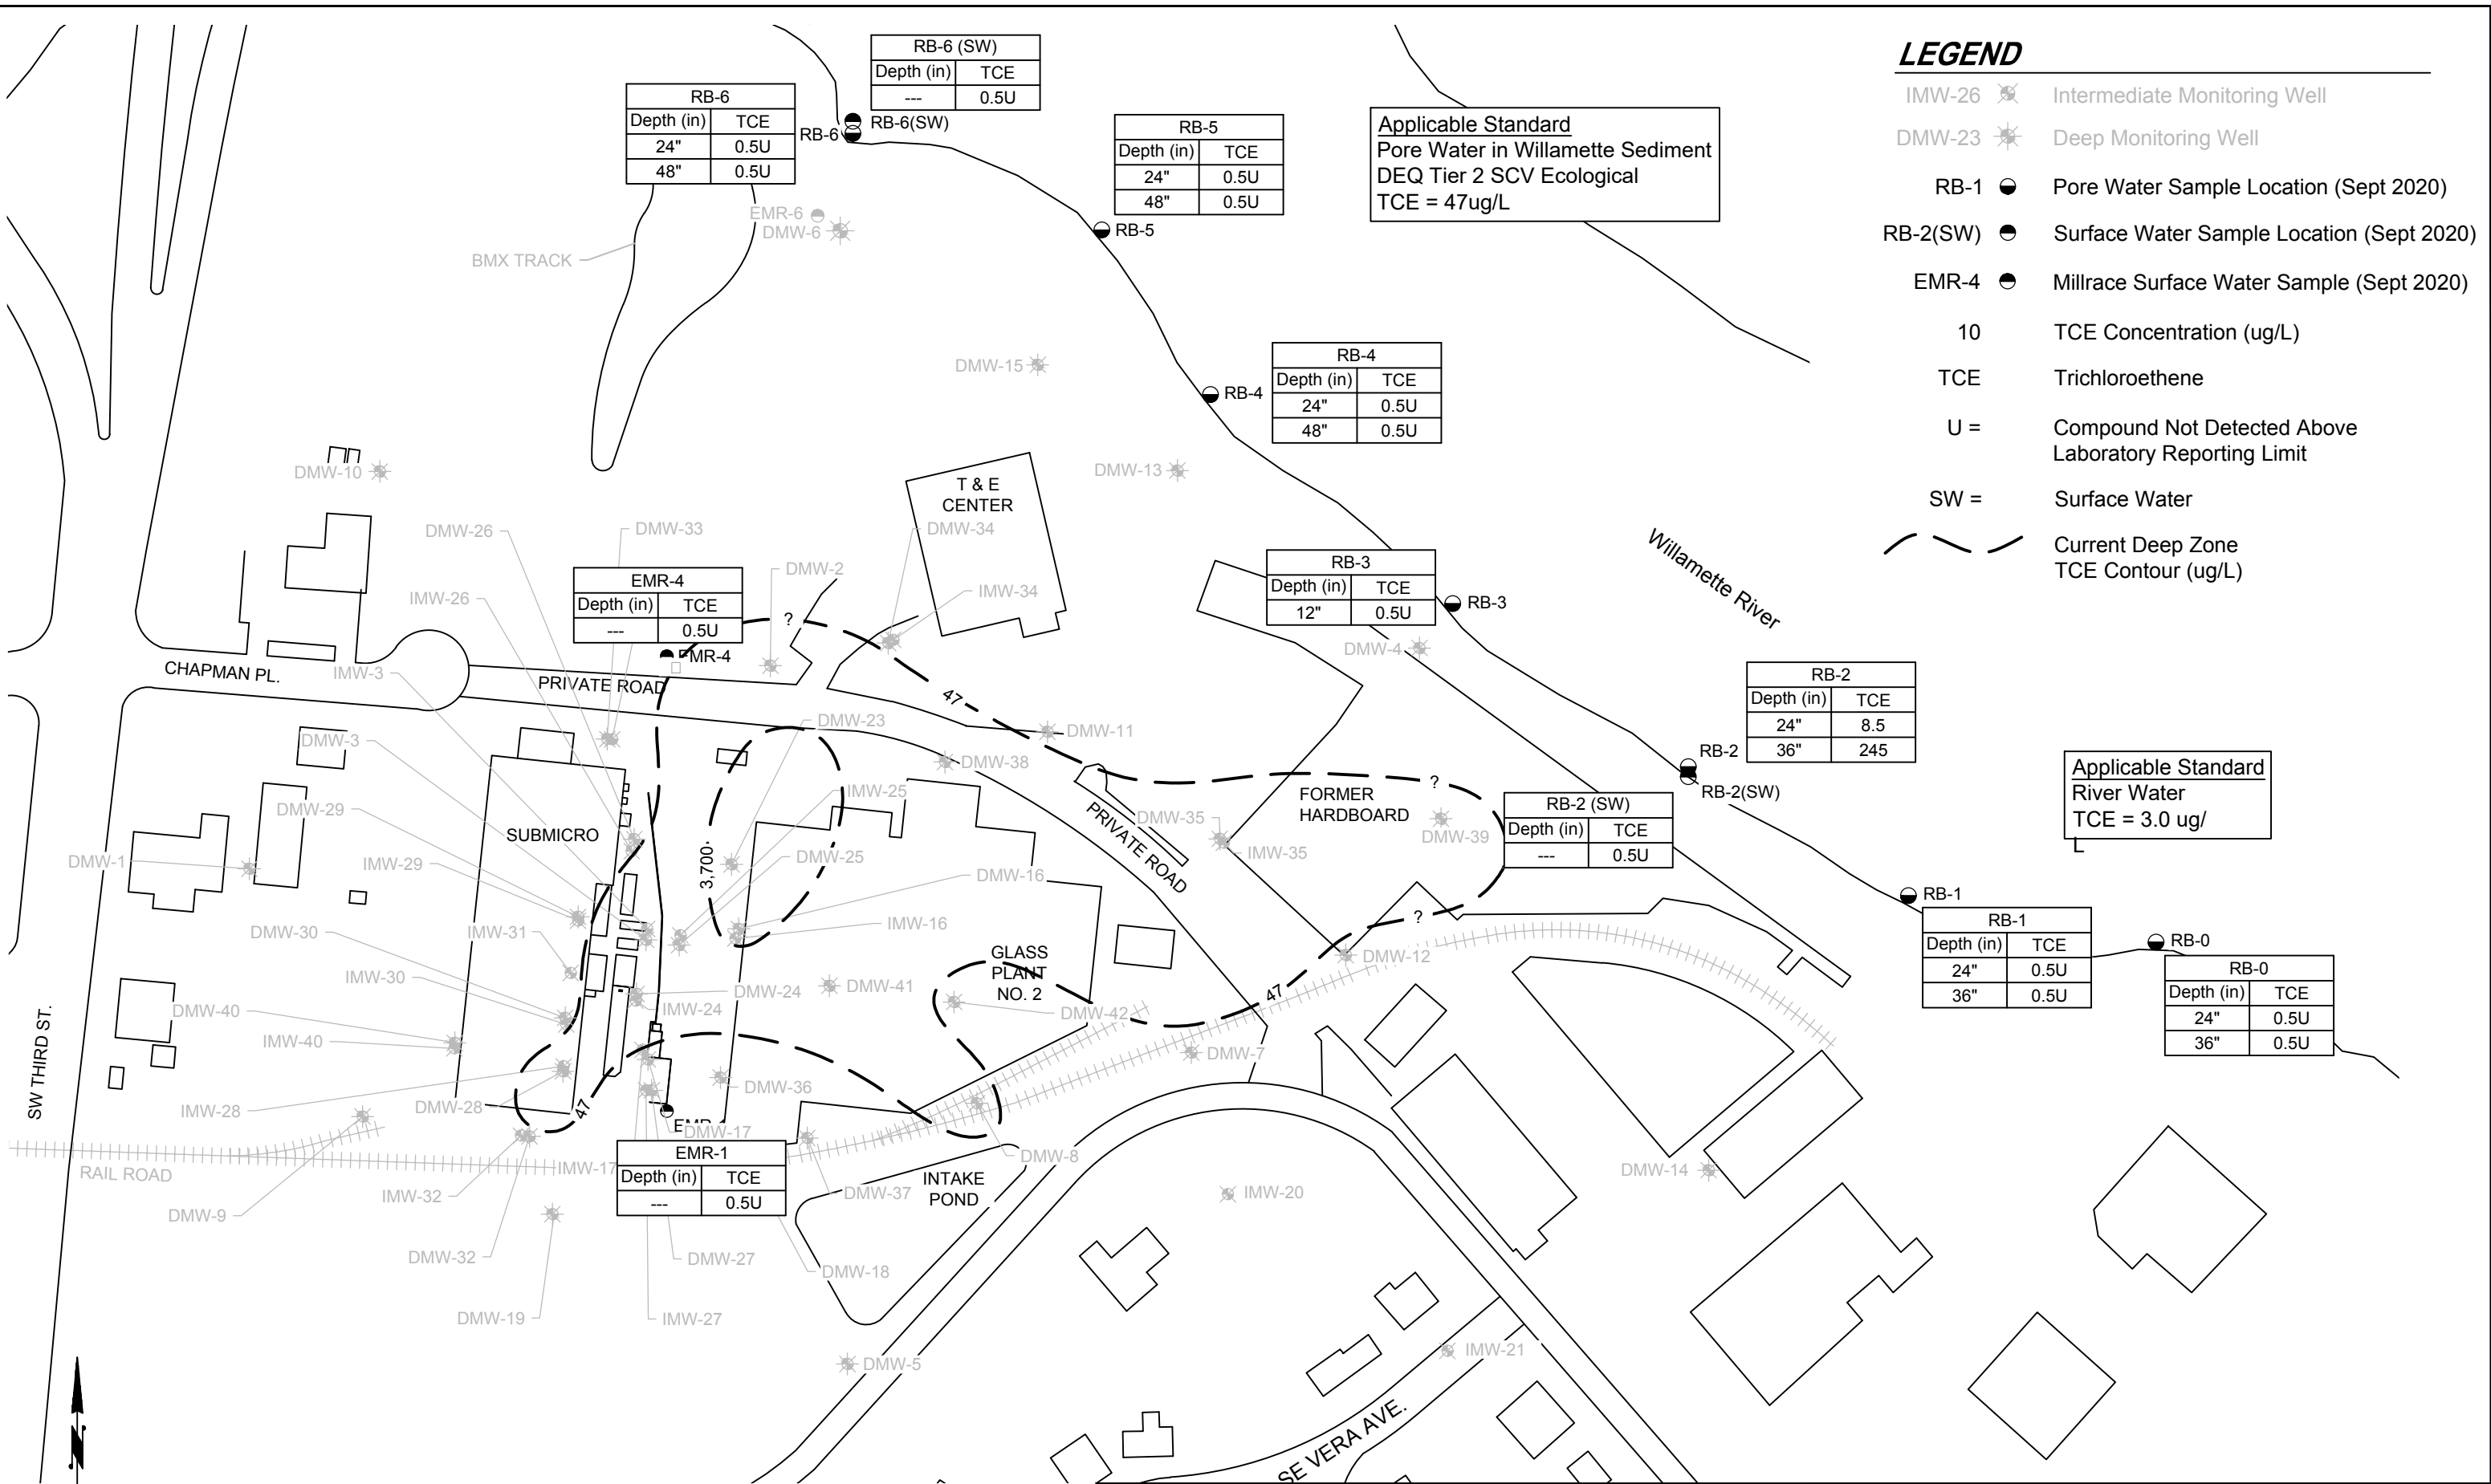 RB-6 (SW)
Depth (in) TCE
--- 0.5U
RB-6
Depth (in) TCE
24" 0.5U
48" 0.5U
RB-6
RB-6(SW)
RB-5
Depth (in) TCE
24" 0.5U
48" 0.5U
RB-5
Applicable Standard
Pore Water in Willamette Sediment
DEQ Tier 2 SCV Ecological
TCE = 47ug/L
LEGEND
IMW-26 Intermediate Monitoring Well
DMW-23 Deep Monitoring Well
RB-1 Pore Water Sample Location (Sept 2020)
RB-2(SW) Surface Water Sample Location (Sept 2020)
EMR-4 Millrace Surface Water Sample (Sept 2020)
10 TCE Concentration (ug/L)
TCE Trichloroethene
U = Compound Not Detected Above
Laboratory Reporting Limit
SW = Surface Water
Current Deep Zone
TCE Contour (ug/L)
EMR-6
DMW-6
BMX TRACK
DMW-15
RB-4
RB-4
Depth (in) TCE
24" 0.5U
48" 0.5U
DMW-10
DMW-13
T & E
CENTER
DMW-26
DMW-33
DMW-34
DMW-2
IMW-34
IMW-26
EMR-4
Depth (in) TCE
--- 0.5U
?
EMR-4
RB-3
Depth (in) TCE
12" 0.5U
RB-3
Willamette River
DMW-4
CHAPMAN PL.
IMW-3
PRIVATE ROAD
47
RB-2
Depth (in) TCE
24" 8.5
36" 245
RB-2
RB-2(SW)
DMW-3
DMW-23
DMW-11
DMW-38
Applicable Standard
River Water
TCE = 3.0 ug/
L
DMW-29
SUBMICRO
IMW-25
PRIVATE ROAD
DMW-35
FORMER
HARDBOARD
?
DMW-39
RB-2 (SW)
Depth (in) TCE
--- 0.5U
DMW-1
IMW-29
3,700
DMW-25
IMW-35
DMW-16
RB-1
RB-1
Depth (in) TCE
24" 0.5U
36" 0.5U
DMW-30
IMW-31
IMW-16
?
RB-0
RB-0
Depth (in) TCE
24" 0.5U
36" 0.5U
IMW-30
GLASS
PLANT
NO. 2
DMW-12
DMW-24
DMW-41
47
DMW-40
IMW-24
DMW-42
IMW-40
DMW-7
SW THIRD ST.
DMW-36
IMW-28
DMW-28
47
EMR-
DMW-17
EMR-1
Depth (in) TCE
--- 0.5U
RAIL ROAD
IMW-17
DMW-8
DMW-14
INTAKE
POND
IMW-32
DMW-37
IMW-20
DMW-9
DMW-32
DMW-27
DMW-18
DMW-19
IMW-27
DMW-5
IMW-21
SE VERA AVE.
N